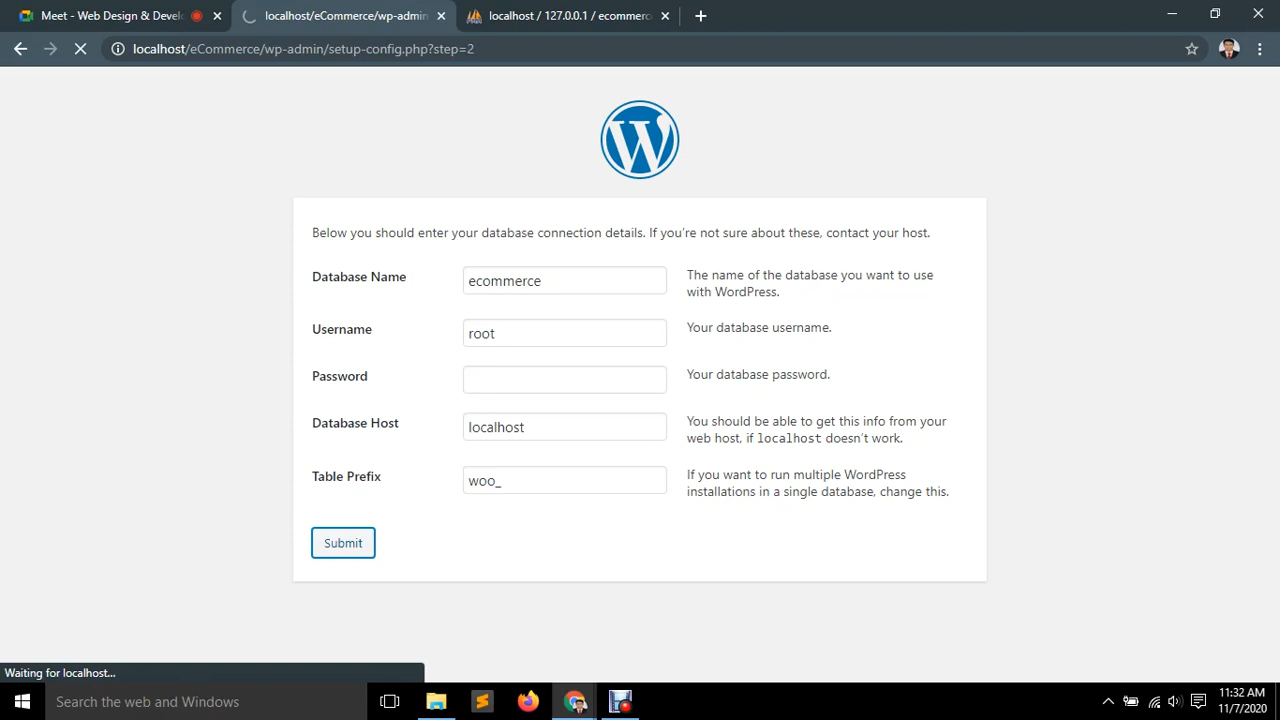 Meet - Web Design & Develo
localhost/eCommerce/wp-admin
localhost / 127.0.0.1 / ecommerc
localhost/eCommerce/wp-admin/setup-config.php?step=2
Below you should enter your database connection details. If you're not sure about these, contact your host.
Database Name
ecommerce
The name of the database you want to use
with WordPress.
Username
root
Your database username.
Password
Your database password.
Database Host
localhost
You should be able to get this info from your
web host, if localhost doesn't work.
Table Prefix
woo_
If you want to run multiple WordPress
installations in a single database, change this.
Submit
Waiting for localhost...
Search the web and Windows
11:32 AM
11/7/2020